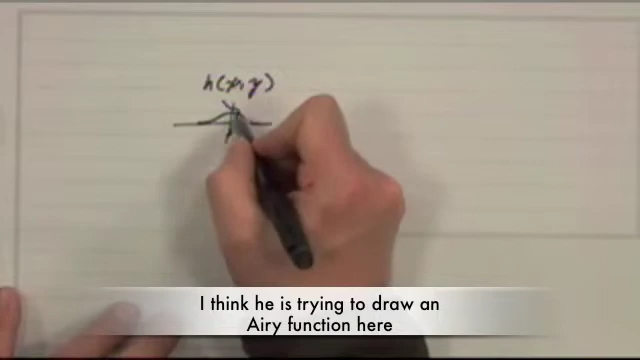 h(x, y)
I think he is trying to draw an
Airy function here